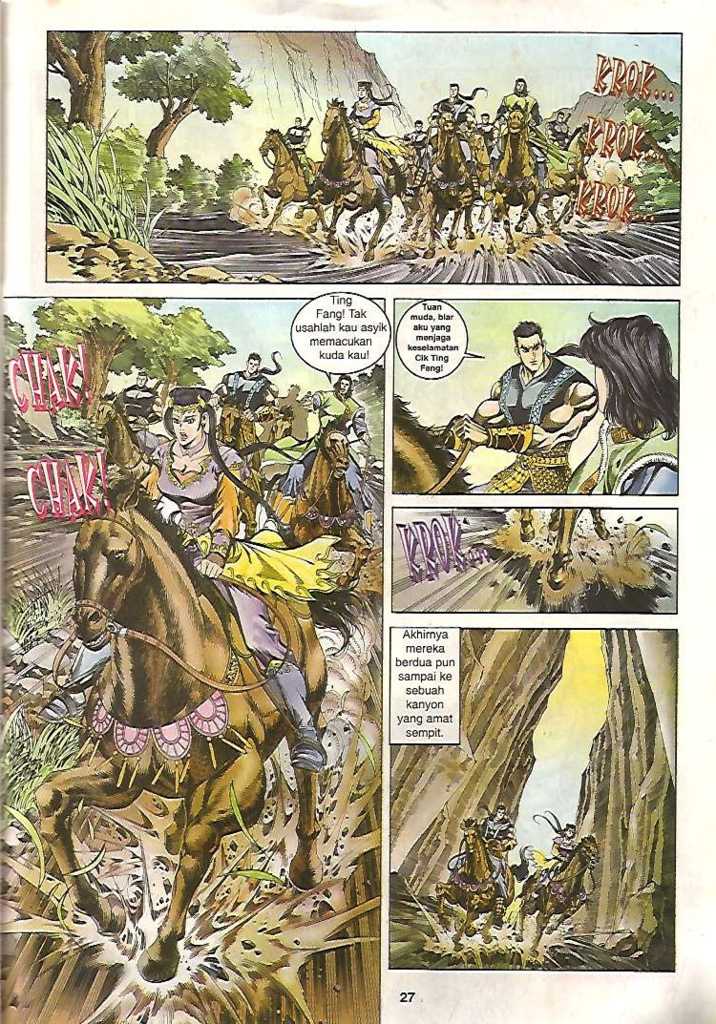 KROK...
KROK...
KROK...
CHAK!
CHAK!
Ting
Fang! Tak
usahlah kau asyik
memacukan
kuda kau!
Tuan
muda, biar
aku yang
menjaga
keselamatan
Cik Ting
Fang!
KROK...
Akhirnya
mereka
berdua pun
sampai ke
sebuah
kanyon
yang amat
sempit.
27